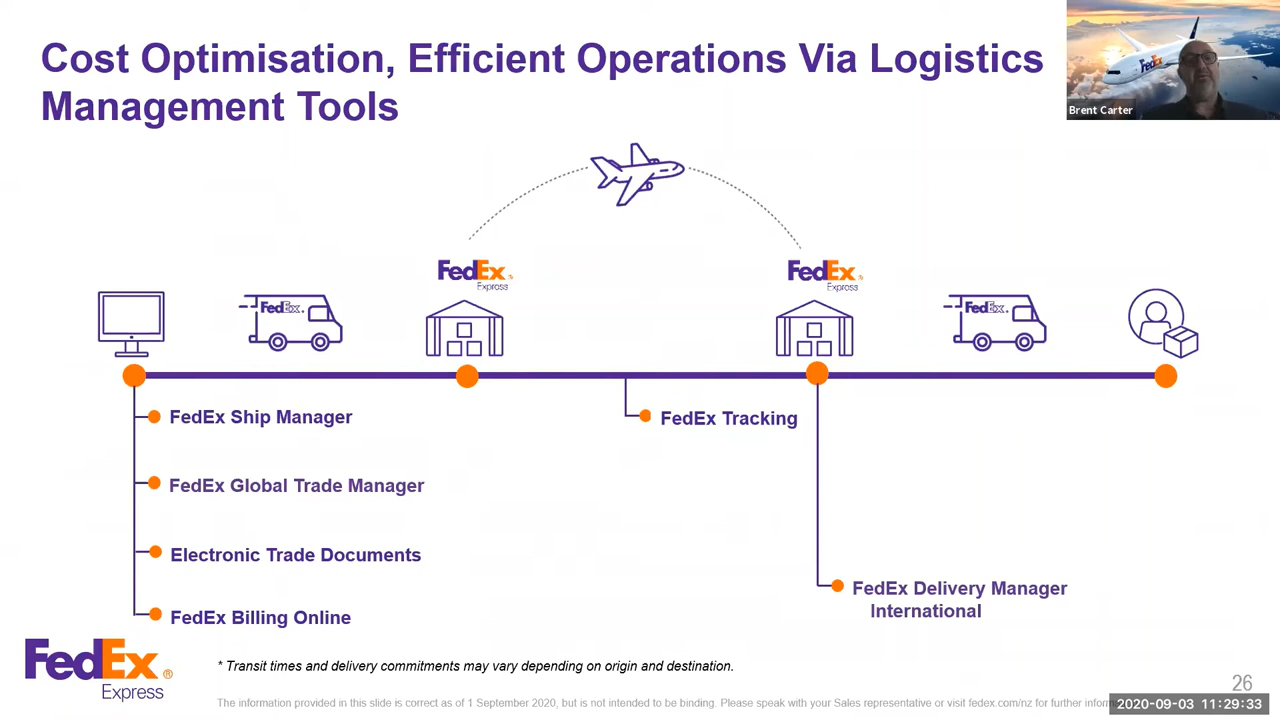 Cost Optimisation, Efficient Operations Via Logistics
Management Tools
FedEx
Brent Carter
FedEx®
Express
FedEx®
Express
FedEx®
FedEx®
FedEx Ship Manager
FedEx Tracking
FedEx Global Trade Manager
Electronic Trade Documents
FedEx Delivery Manager
International
FedEx Billing Online
FedEx®
Express
* Transit times and delivery commitments may vary depending on origin and destination.
26
The information provided in this slide is correct as of 1 September 2020, but is not intended to be binding. Please speak with your Sales representative or visit fedex.com/nz for further
2020-09-03 11:29:33